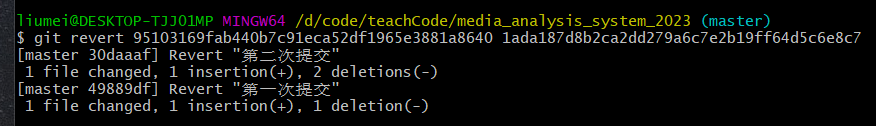 liumei@DESKTOP-TJJ01MP MINGW64 /d/code/teachCode/media_analysis_system_2023 (master)
$ git revert 95103169fab440b7c91eca52df1965e3881a8640 1ada187d8b2ca2dd279a6c7e2b19ff64d5c6e8c7
[master 30daaaf] Revert "第二次提交"
 1 file changed, 1 insertion(+), 2 deletions(-)
[master 49889df] Revert "第一次提交"
 1 file changed, 1 insertion(+), 1 deletion(-)